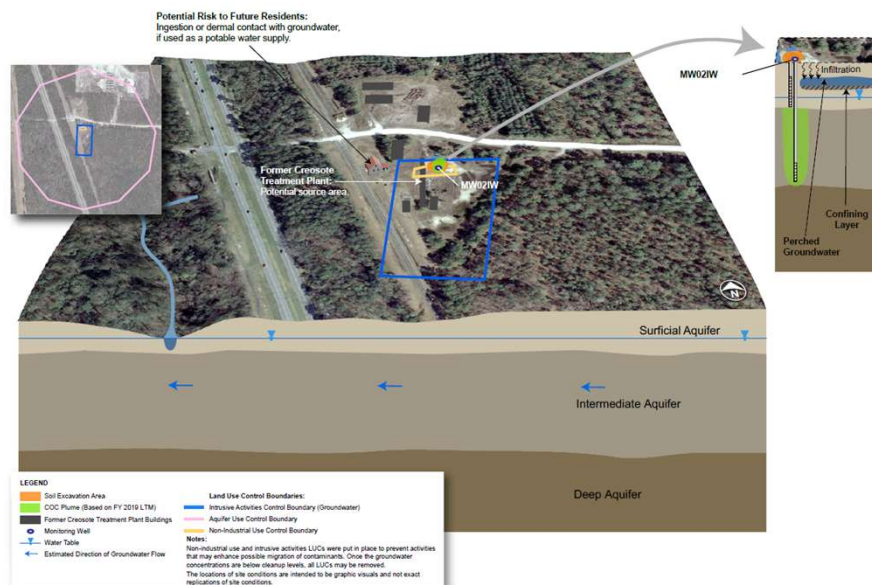 Potential Risk to Future Residents:
Ingestion or dermal contact with groundwater,
if used as a potable water supply.
MW02IW
Infiltration
Former Creosote
Treatment Plant:
Potential source area.
MW02IW
Confining
Layer
Perched
Groundwater
N
Surficial Aquifer
Intermediate Aquifer
Deep Aquifer
LEGEND
Soil Excavation Area
COC Plume (Based on FY 2019 LTM)
Former Creosote Treatment Plant Buildings
Monitoring Well
Water Table
Estimated Direction of Groundwater Flow
Land Use Control Boundaries:
Intrusive Activities Control Boundary (Groundwater)
Aquifer Use Control Boundary
Non-Industrial Use Control Boundary
Notes:
Non-industrial use and intrusive activities LUCs were put in place to prevent activities
that may enhance possible migration of contaminants. Once the groundwater
concentrations are below cleanup levels, all LUCs may be removed.
The locations of site conditions are intended to be graphic visuals and not exact
replications of site conditions.